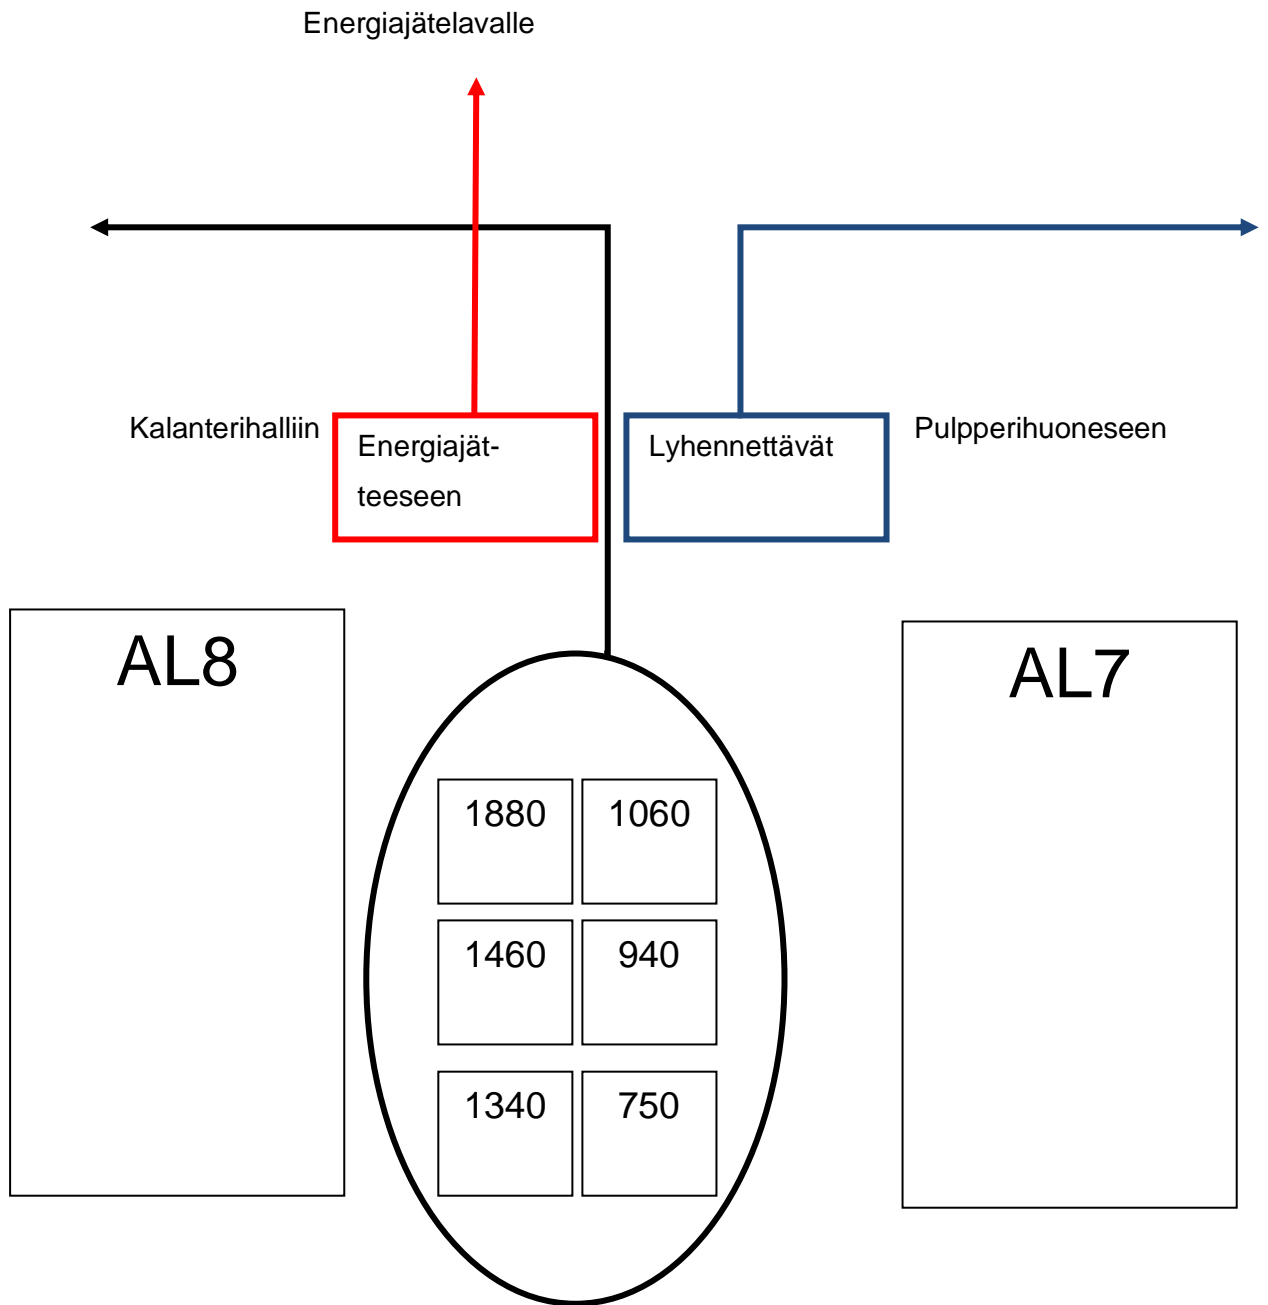 Energiajätelavalle
Kalanterihalliin
Energiajät-
teeseen
Lyhennettävät
Pulpperihuoneseen
AL8
AL7
1880
1060
1460
940
1340
750